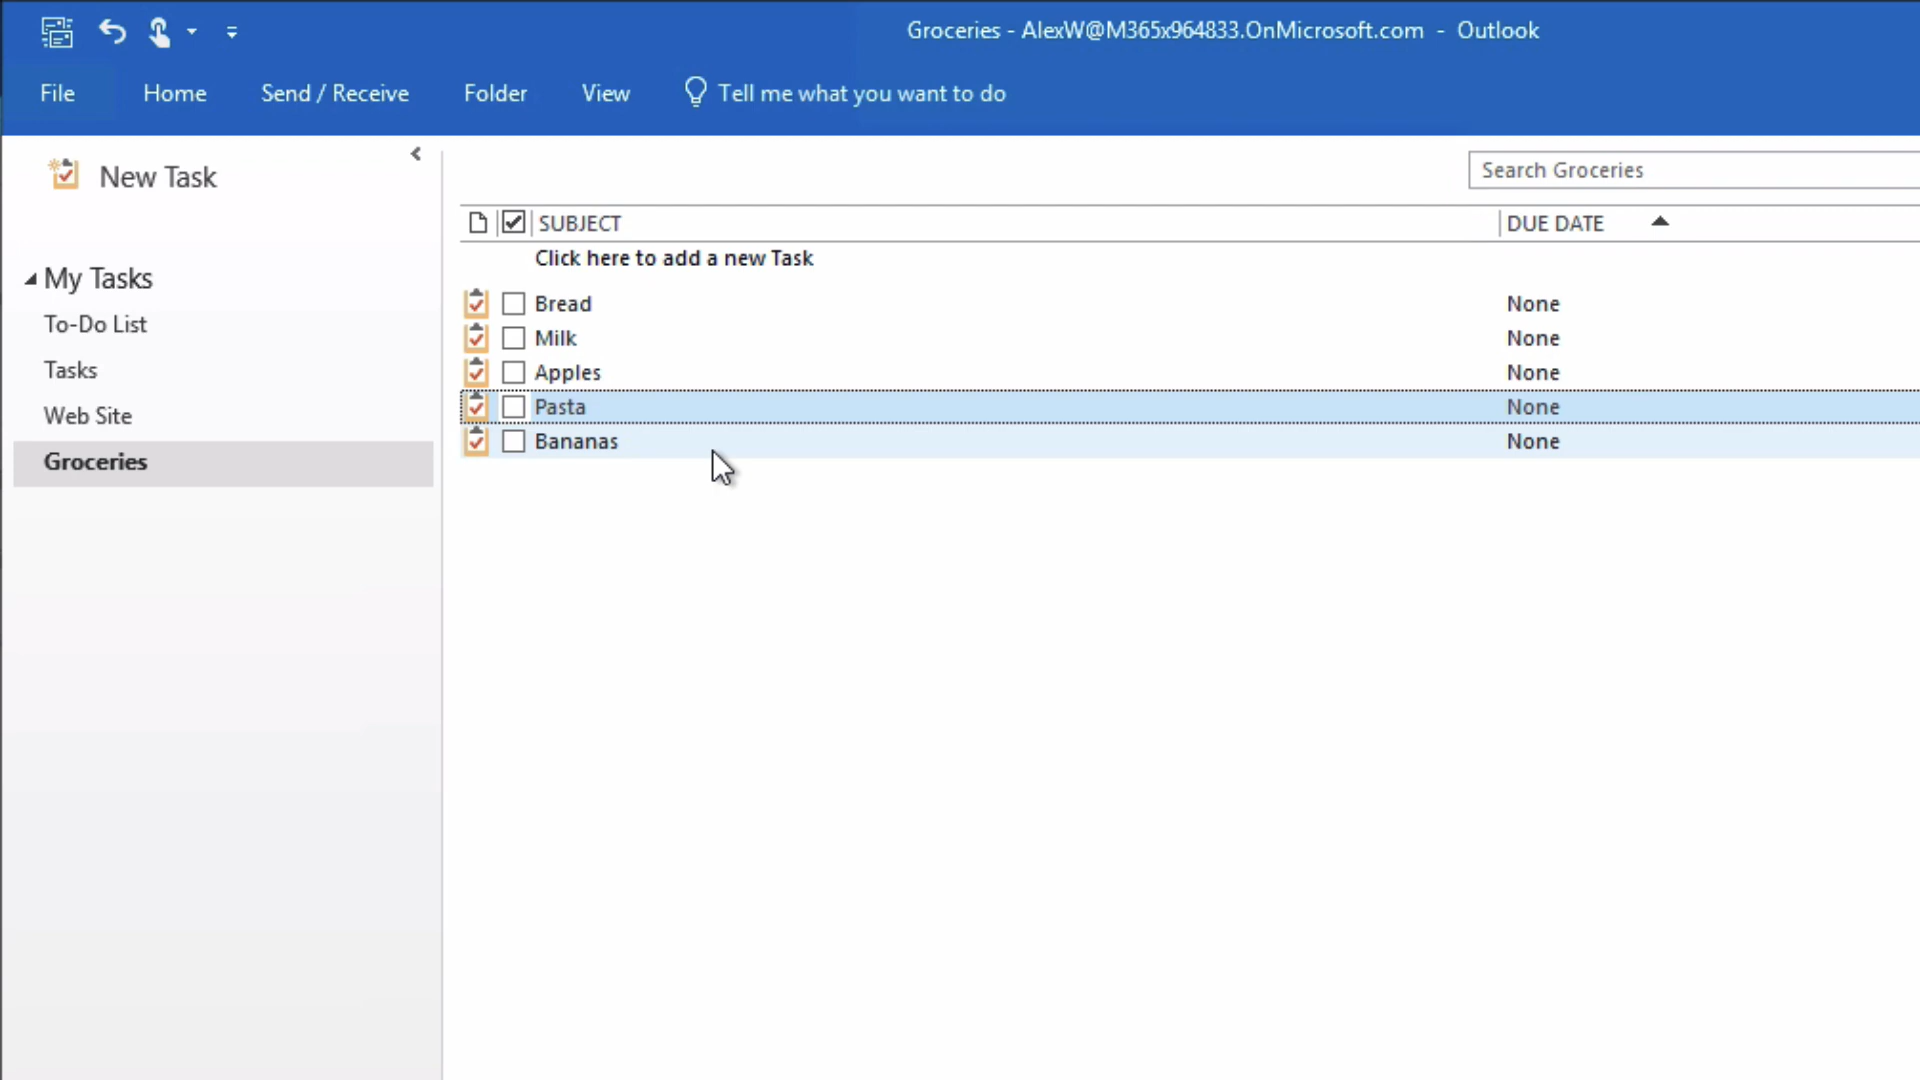 Groceries - AlexW@M365x964833.OnMicrosoft.com - Outlook
File Home Send / Receive Folder View Tell me what you want to do
New Task
Search Groceries
SUBJECT DUE DATE
Click here to add a new Task
My Tasks
To-Do List
Tasks
Web Site
Groceries
Bread None
Milk None
Apples None
Pasta None
Bananas None